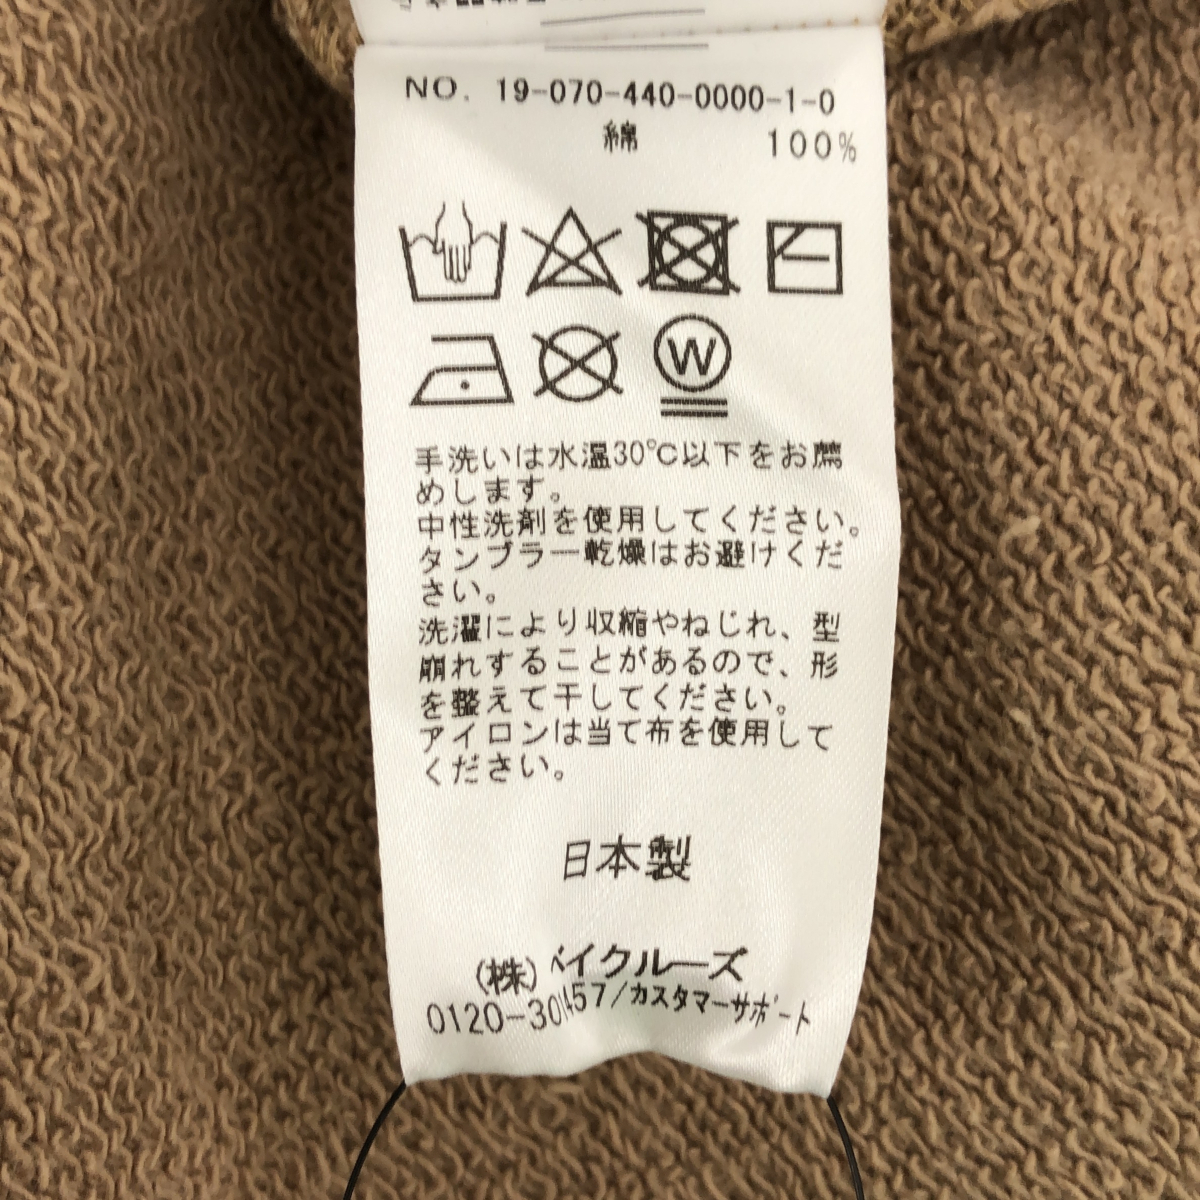 NO. 19-070-440-0000-1-0
綿 100%
W
手洗いは水温30℃以下をお薦
めします。
中性洗剤を使用してください。
タンブラー乾燥はお避けくだ
さい。
洗濯により収縮やねじれ、型
崩れすることがあるので、形
を整えて干してください。
アイロンは当て布を使用して
ください。
日本製
(株)ベイクルーズ
/カスタマーサポート